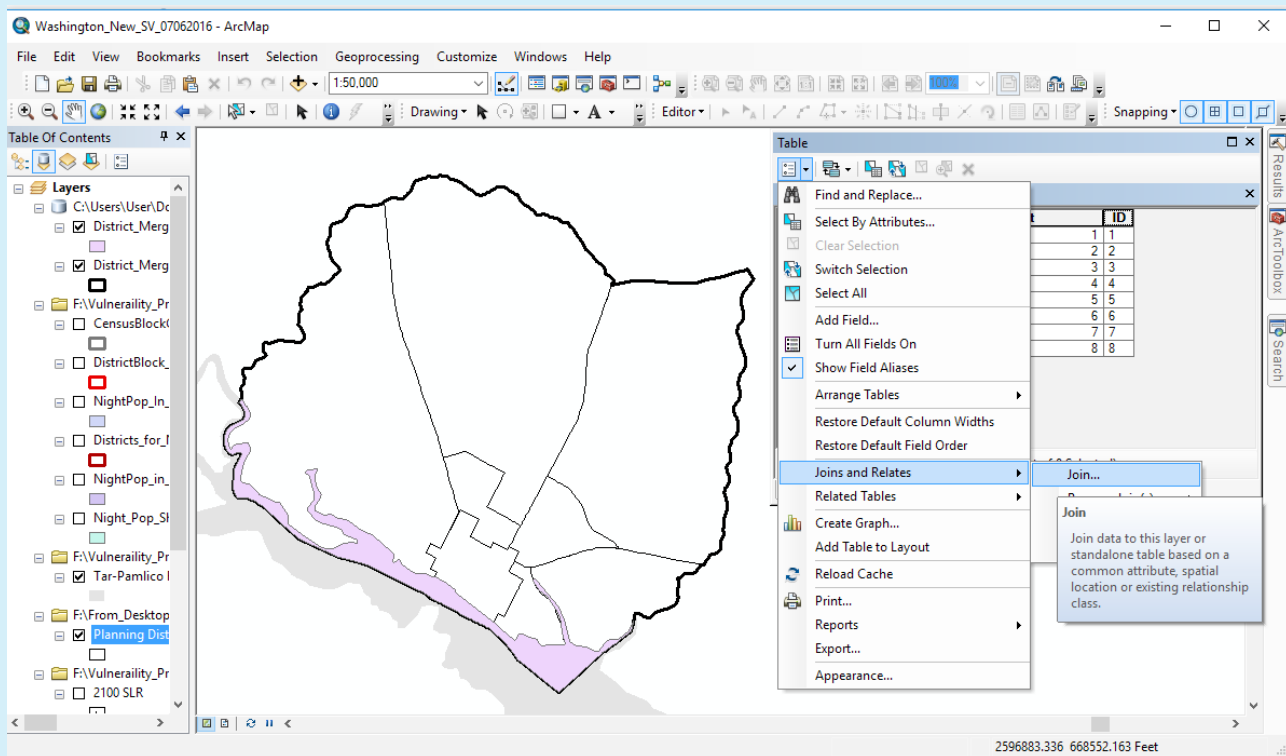 Washington_New_SV_07062016 - ArcMap
File Edit View Bookmarks Insert Selection Geoprocessing Customize Windows Help
1:50,000
100%
Drawing
Editor
Snapping
Table Of Contents
Layers
C:\Users\User\Do
District_Merg
District_Merg
F:\Vulneraility_Pr
CensusBlock
DistrictBlock_
NightPop_In_
Districts_for_
NightPop_in_
Night_Pop_Sh
F:\Vulneraility_Pr
Tar-Pamlico
F:\From_Desktop
Planning Dist
F:\Vulneraility_Pr
2100 SLR
Table
Find and Replace...
Select By Attributes...
Clear Selection
Switch Selection
Select All
Add Field...
Turn All Fields On
Show Field Aliases
Arrange Tables
Restore Default Column Widths
Restore Default Field Order
Joins and Relates
Related Tables
Create Graph...
Add Table to Layout
Reload Cache
Print...
Reports
Export...
Appearance...
t ID
1 1
2 2
3 3
4 4
5 5
6 6
7 7
8 8
Join...
Join
Join data to this layer or
standalone table based on a
common attribute, spatial
location or existing relationship
class.
Results
ArcToolbox
Search
2596883.336 668552.163 Feet